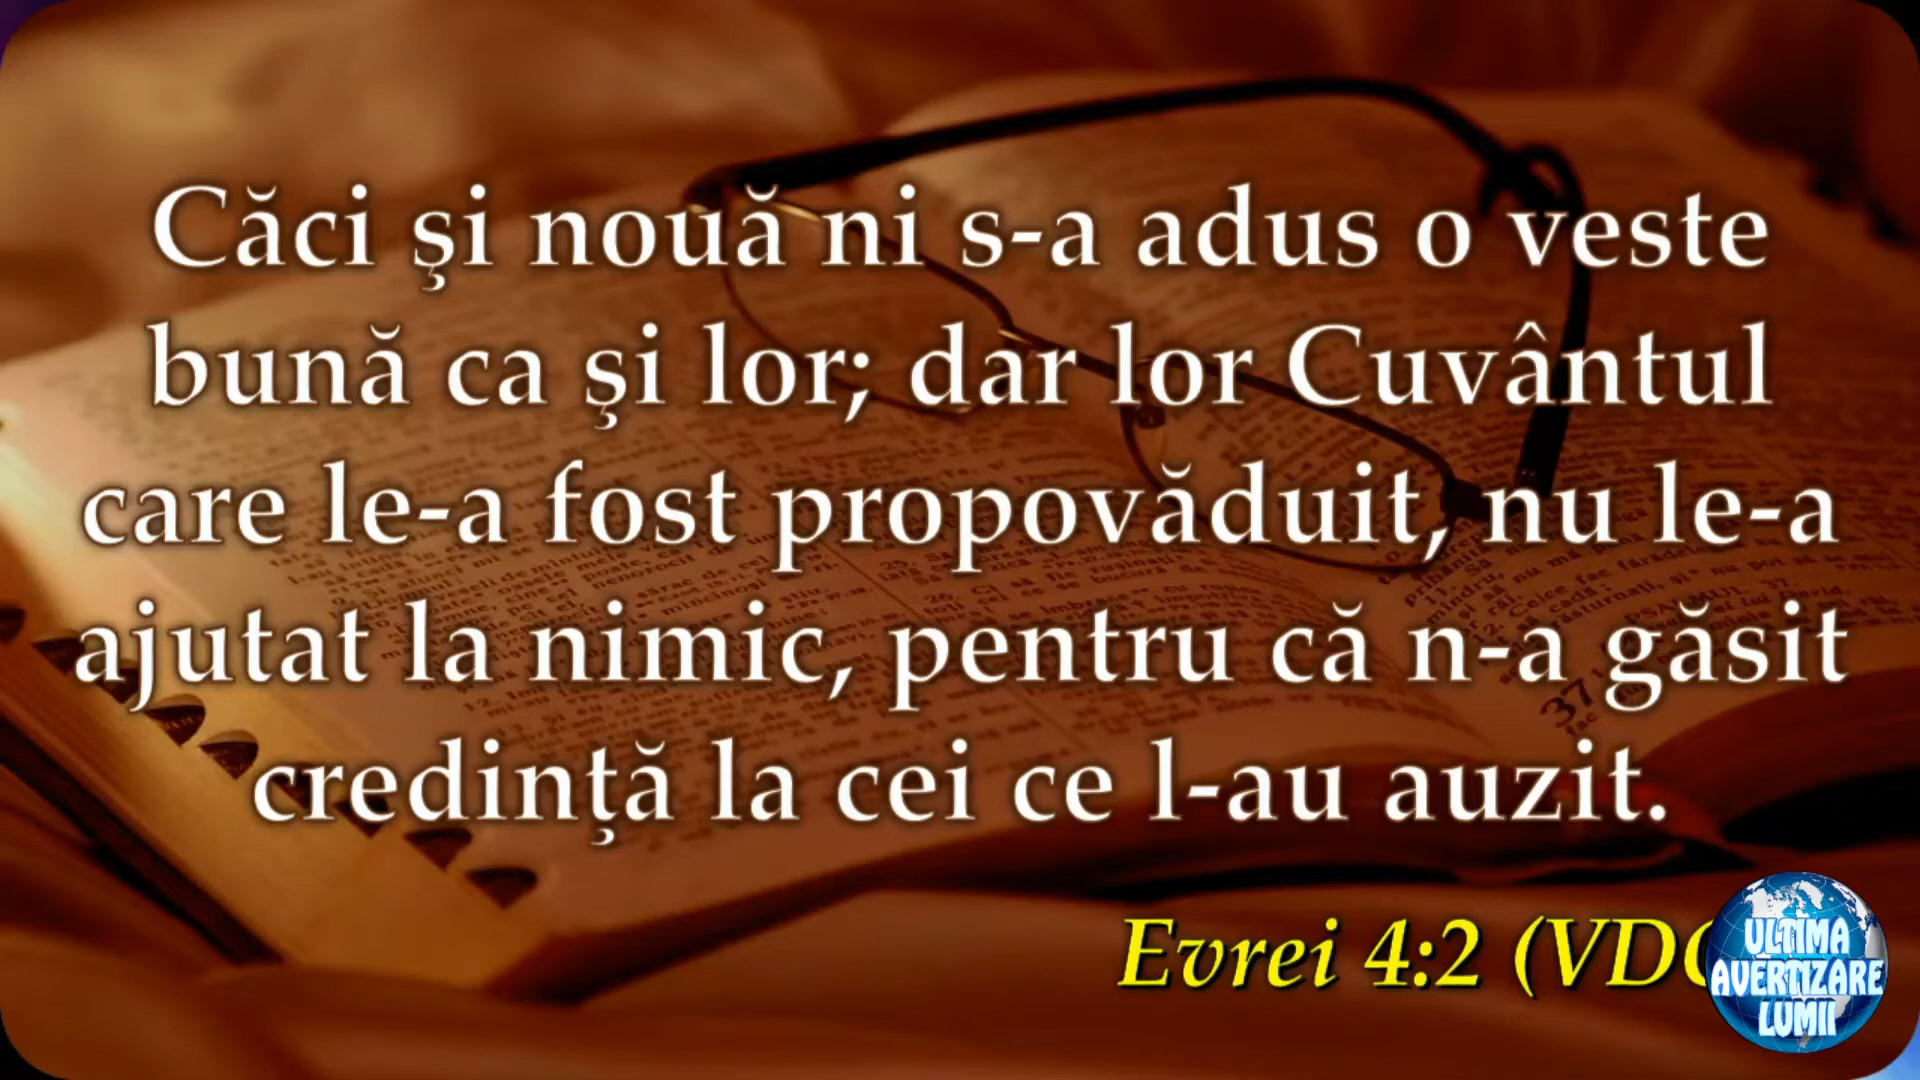 Căci şi nouă ni s-a adus o veste
bună ca şi lor; dar lor Cuvântul
care le-a fost propovăduit, nu le-a
ajutat la nimic, pentru că n-a găsit
credinţă la cei ce l-au auzit.
Evrei 4:2
ULTIMA
AVERTIZARE
LUMII